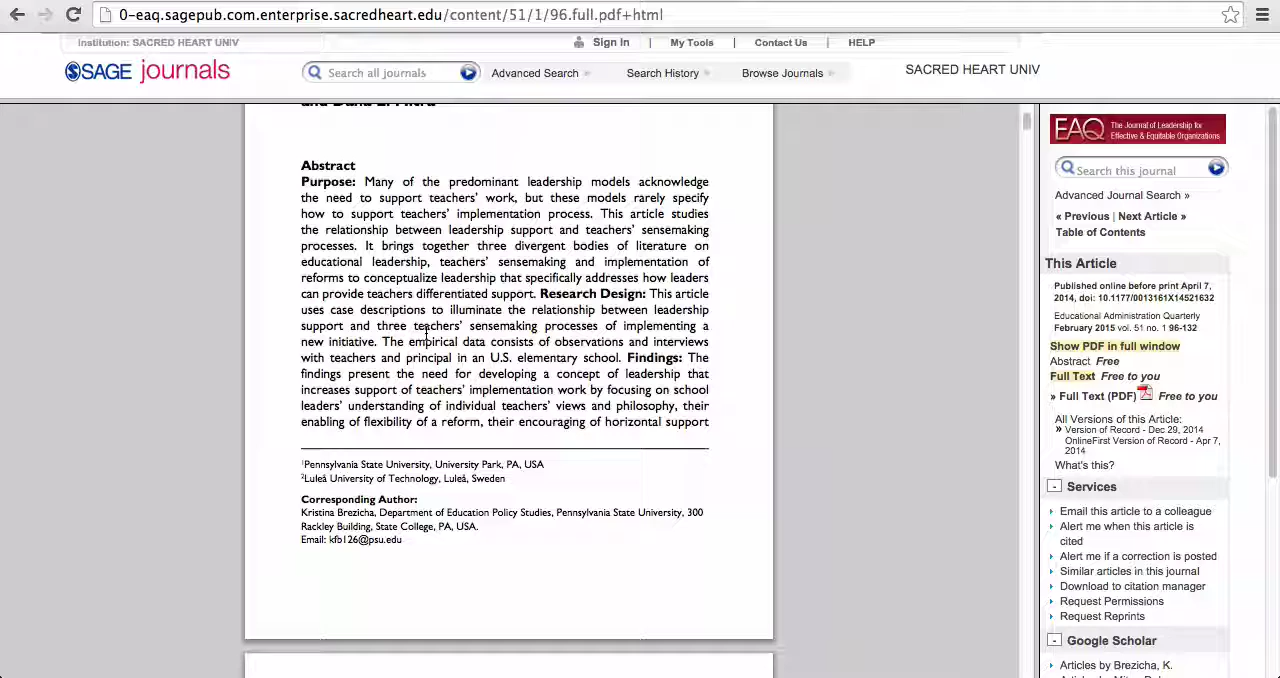 0-eaq.sagepub.com.enterprise.sacredheart.edu/content/51/1/96.full.pdf+html
Institution: SACRED HEART UNIV
Sign In | My Tools | Contact Us | HELP
SAGE journals
Search all journals
Advanced Search
Search History
Browse Journals
SACRED HEART UNIV
Abstract
Purpose: Many of the predominant leadership models acknowledge
the need to support teachers' work, but these models rarely specify
how to support teachers' implementation process. This article studies
the relationship between leadership support and teachers' sensemaking
processes. It brings together three divergent bodies of literature on
educational leadership, teachers' sensemaking and implementation of
reforms to conceptualize leadership that specifically addresses how leaders
can provide teachers differentiated support. Research Design: This article
uses case descriptions to illuminate the relationship between leadership
support and three teachers' sensemaking processes of implementing a
new initiative. The empirical data consists of observations and interviews
with teachers and principal in an U.S. elementary school. Findings: The
findings present the need for developing a concept of leadership that
increases support of teachers' implementation work by focusing on school
leaders' understanding of individual teachers' views and philosophy, their
enabling of flexibility of a reform, their encouraging of horizontal support
1Pennsylvania State University, University Park, PA, USA
2Luleå University of Technology, Luleå, Sweden
Corresponding Author:
Kristina Brezicha, Department of Education Policy Studies, Pennsylvania State University, 300
Rackley Building, State College, PA, USA.
Email: kfb126@psu.edu
EAQ The Journal of Leadership for
Effective & Equitable Organizations
Search this journal
Advanced Journal Search »
« Previous | Next Article »
Table of Contents
This Article
Published online before print April 7,
2014, doi: 10.1177/0013161X14521632
Educational Administration Quarterly
February 2015 vol. 51 no. 1 96-132
Show PDF in full window
Abstract Free
Full Text Free to you
» Full Text (PDF) Free to you
All Versions of this Article:
» Version of Record - Dec 29, 2014
OnlineFirst Version of Record - Apr 7,
2014
What's this?
- Services
Email this article to a colleague
Alert me when this article is
cited
Alert me if a correction is posted
Similar articles in this journal
Download to citation manager
Request Permissions
Request Reprints
- Google Scholar
Articles by Brezicha, K.